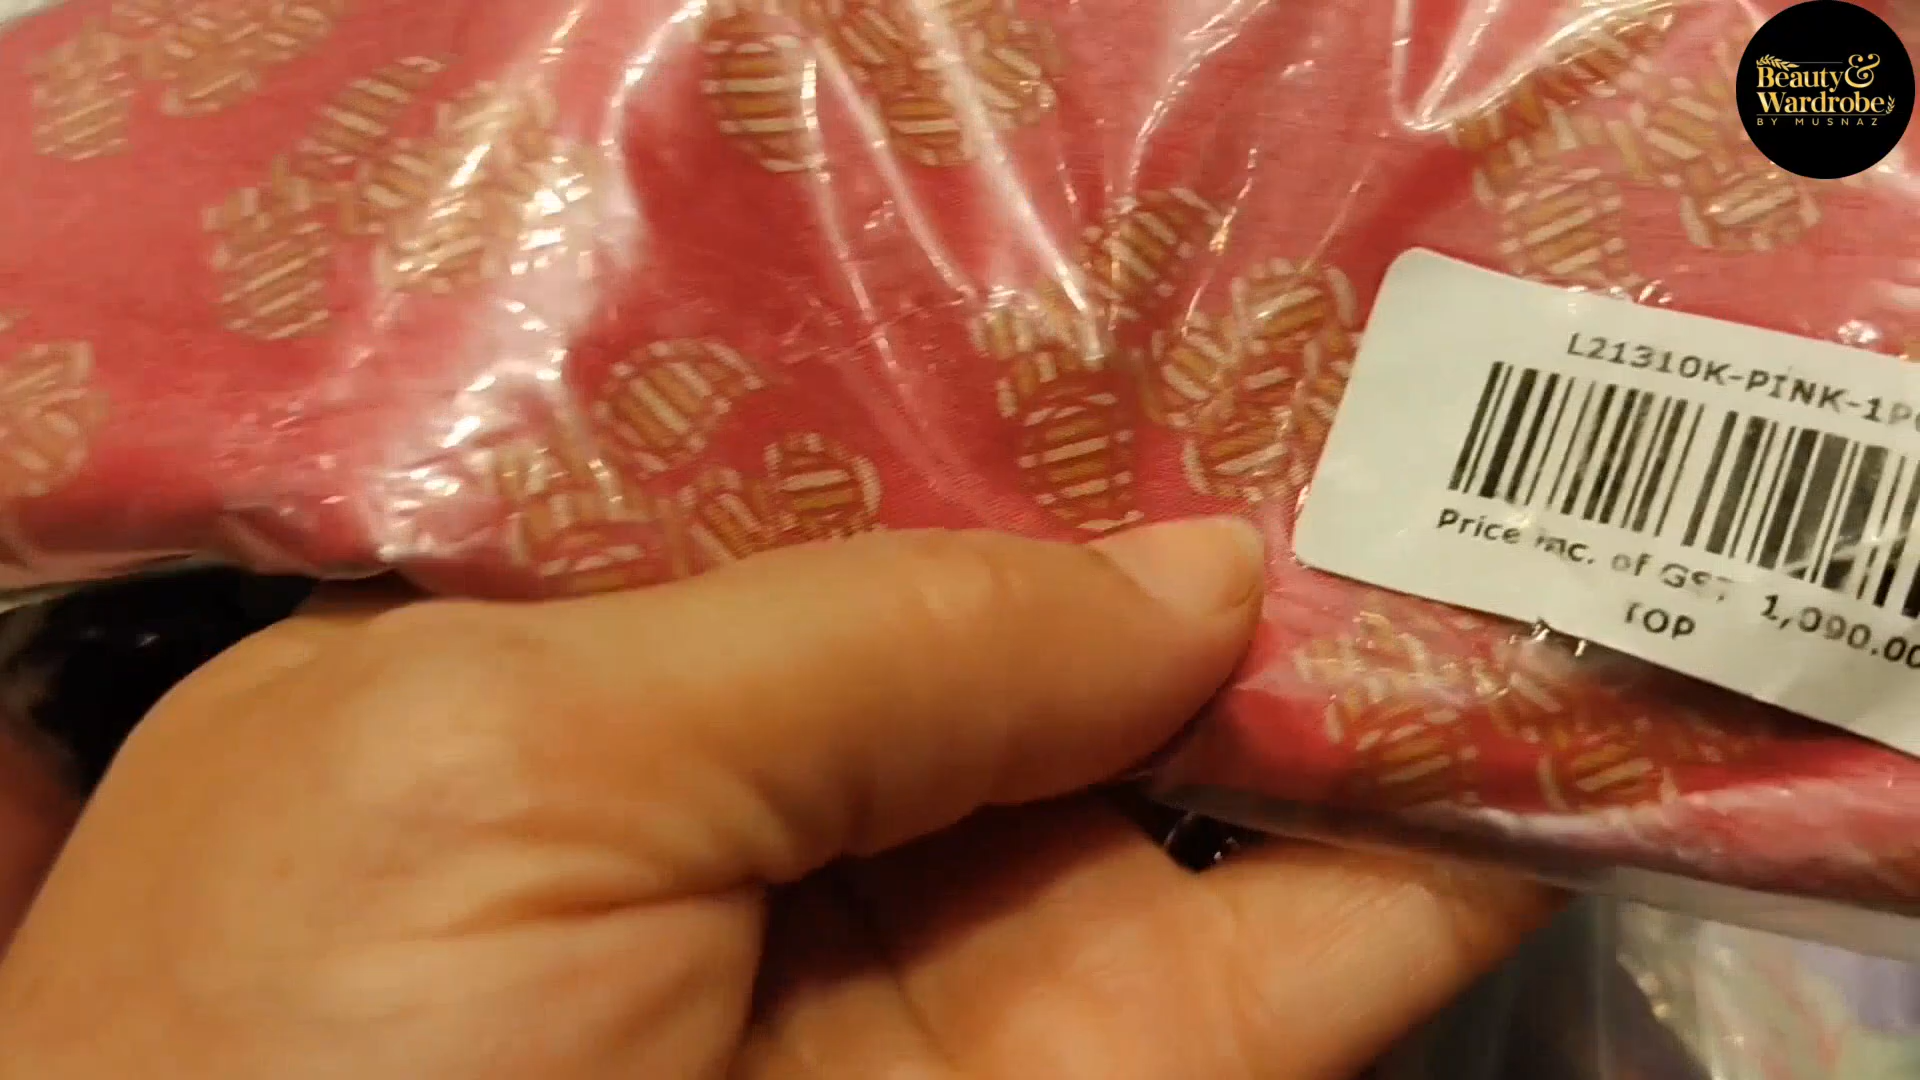 Beauty &
Wardrobe
BY MUSNAZ
L21310K-PINK-1P
Price inc. of GST 1,090.00
TOP